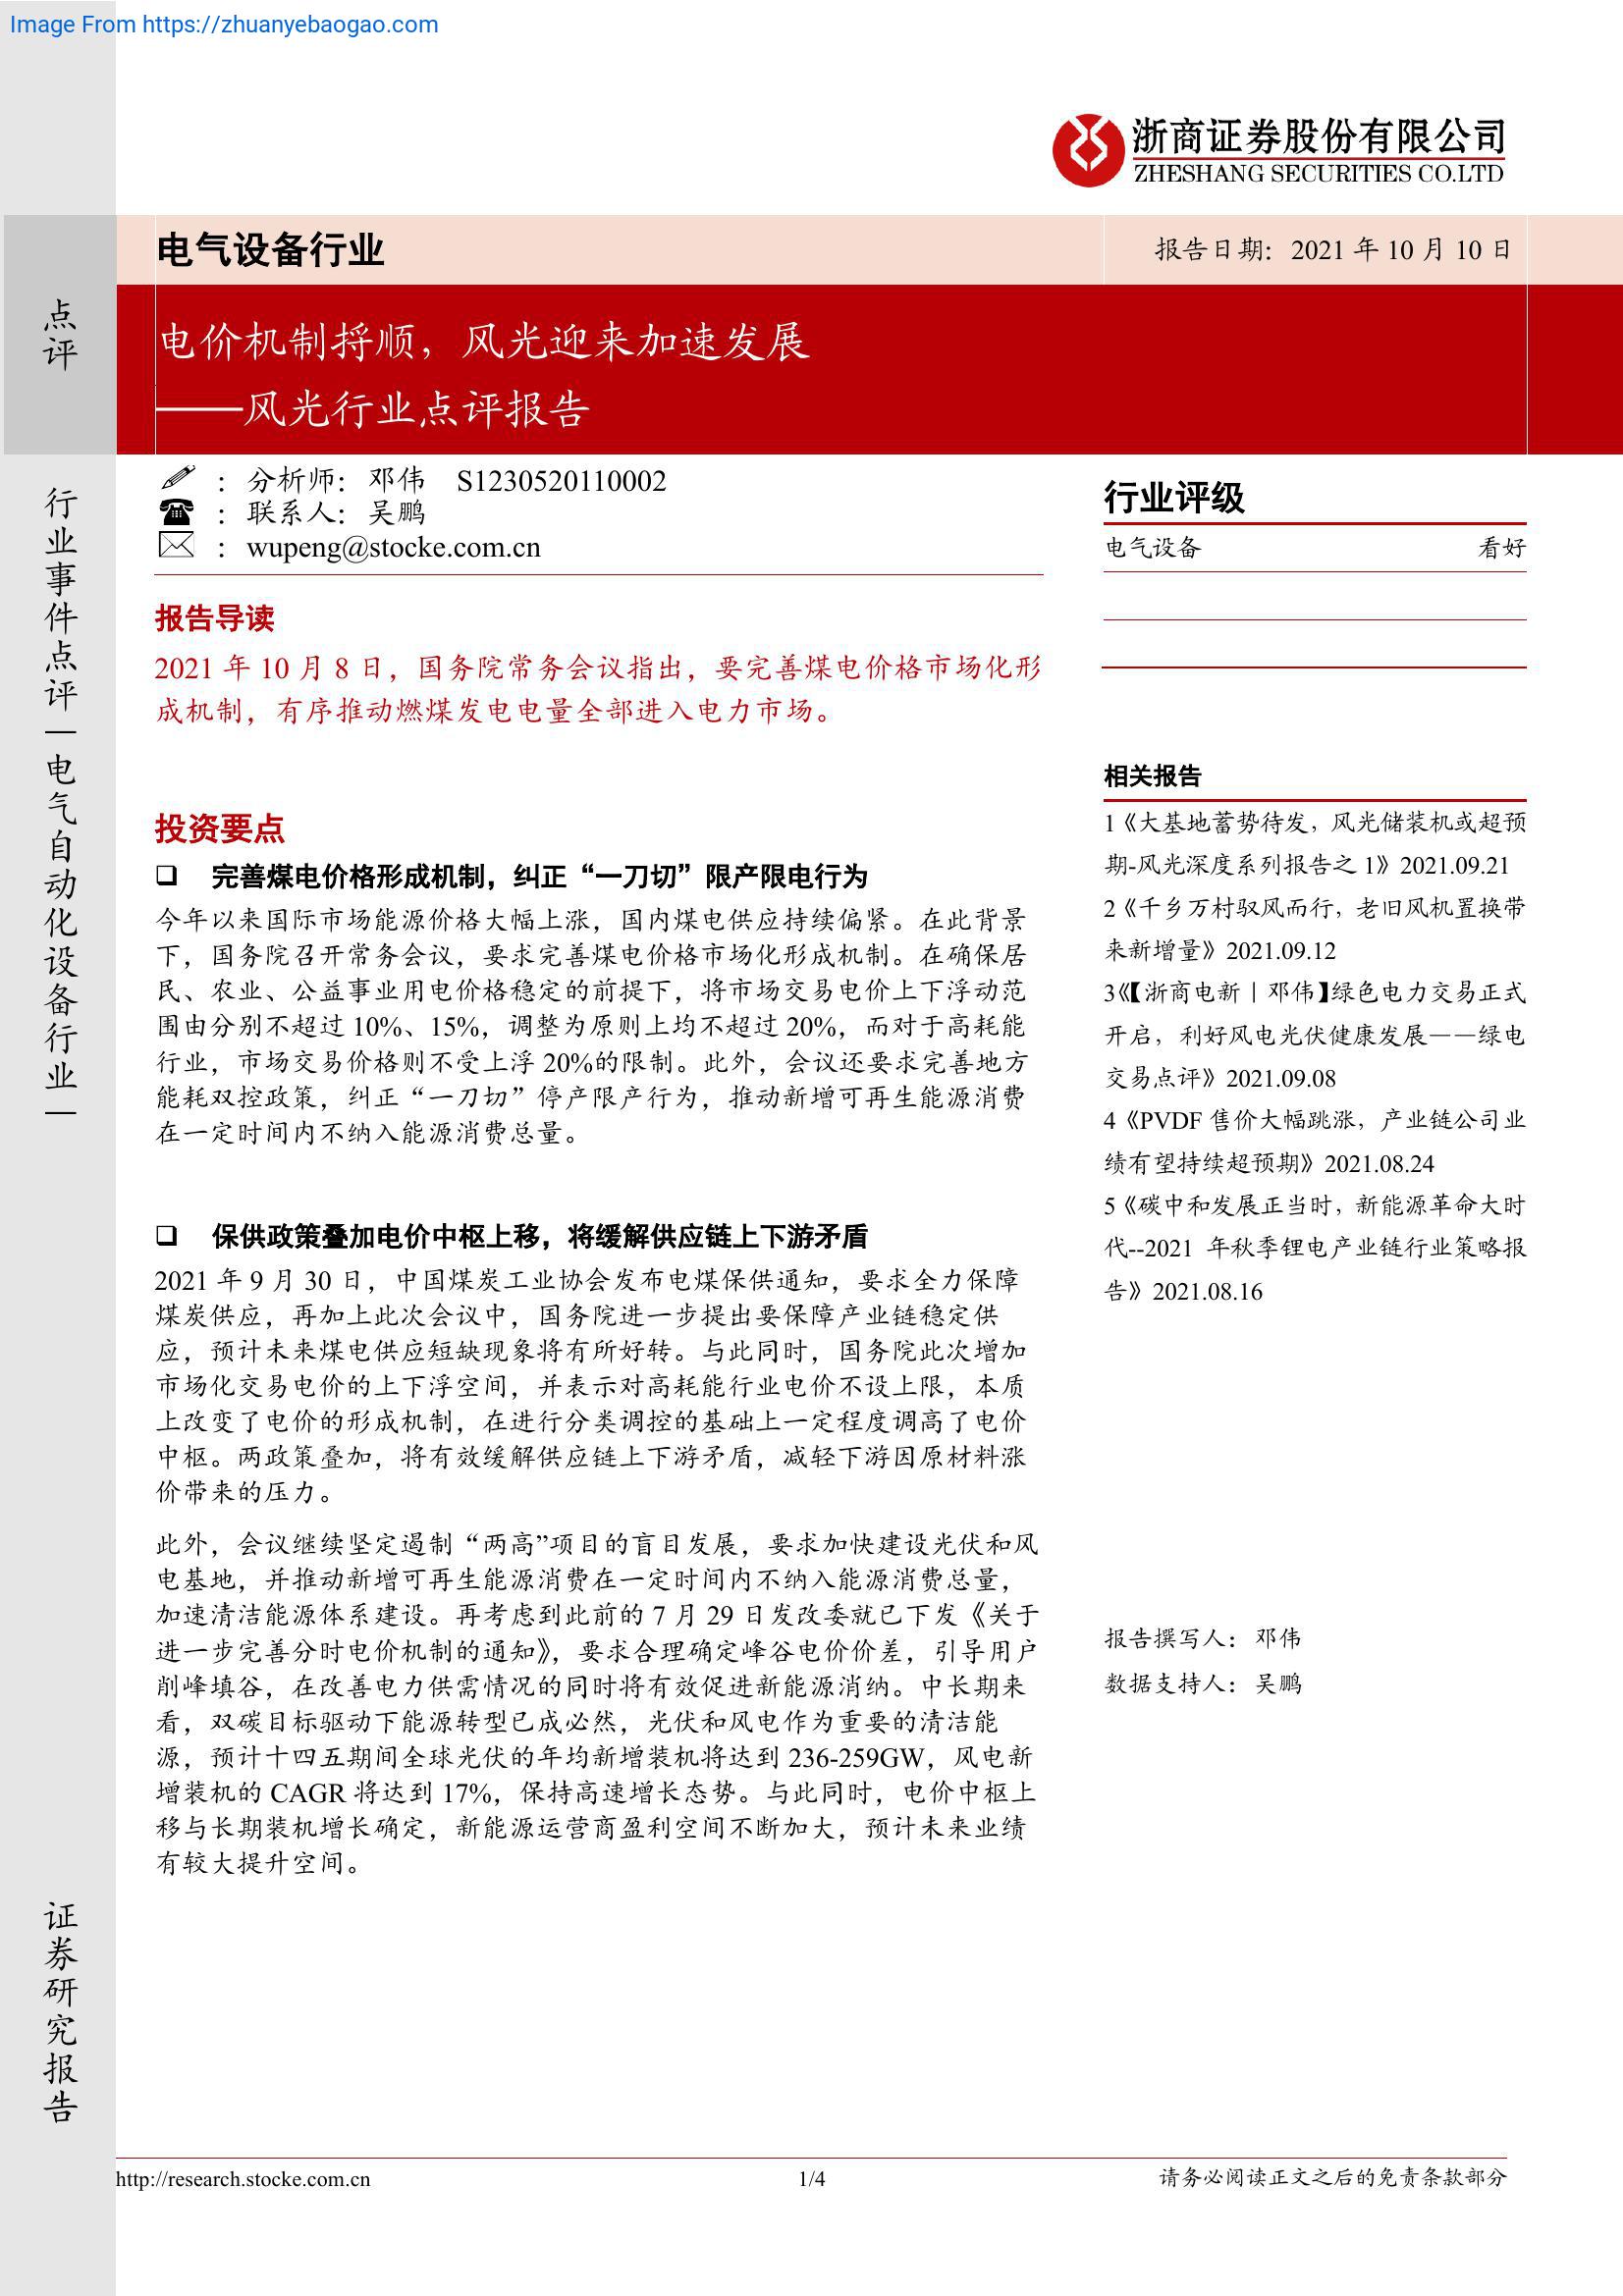 Image From https://zhuanyebaogao.com
浙商证券股份有限公司
ZHESHANG SECURITIES CO.LTD
电气设备行业
报告日期：2021 年 10 月 10 日
点评
电价机制捋顺，风光迎来加速发展
——风光行业点评报告
行业事件点评｜电气自动化设备行业｜
：分析师：邓伟 S1230520110002
：联系人：吴鹏
：wupeng@stocke.com.cn
报告导读
2021 年 10 月 8 日，国务院常务会议指出，要完善煤电价格市场化形
成机制，有序推动燃煤发电电量全部进入电力市场。
投资要点
❑ 完善煤电价格形成机制，纠正“一刀切”限产限电行为
今年以来国际市场能源价格大幅上涨，国内煤电供应持续偏紧。在此背景
下，国务院召开常务会议，要求完善煤电价格市场化形成机制。在确保居
民、农业、公益事业用电价格稳定的前提下，将市场交易电价上下浮动范
围由分别不超过 10%、15%，调整为原则上均不超过 20%，而对于高耗能
行业，市场交易价格则不受上浮 20%的限制。此外，会议还要求完善地方
能耗双控政策，纠正“一刀切”停产限产行为，推动新增可再生能源消费
在一定时间内不纳入能源消费总量。
❑ 保供政策叠加电价中枢上移，将缓解供应链上下游矛盾
2021 年 9 月 30 日，中国煤炭工业协会发布电煤保供通知，要求全力保障
煤炭供应，再加上此次会议中，国务院进一步提出要保障产业链稳定供
应，预计未来煤电供应短缺现象将有所好转。与此同时，国务院此次增加
市场化交易电价的上下浮空间，并表示对高耗能行业电价不设上限，本质
上改变了电价的形成机制，在进行分类调控的基础上一定程度调高了电价
中枢。两政策叠加，将有效缓解供应链上下游矛盾，减轻下游因原材料涨
价带来的压力。
此外，会议继续坚定遏制“两高”项目的盲目发展，要求加快建设光伏和风
电基地，并推动新增可再生能源消费在一定时间内不纳入能源消费总量，
加速清洁能源体系建设。再考虑到此前的 7 月 29 日发改委就已下发《关于
进一步完善分时电价机制的通知》，要求合理确定峰谷电价价差，引导用户
削峰填谷，在改善电力供需情况的同时将有效促进新能源消纳。中长期来
看，双碳目标驱动下能源转型已成必然，光伏和风电作为重要的清洁能
源，预计十四五期间全球光伏的年均新增装机将达到 236-259GW，风电新
增装机的 CAGR 将达到 17%，保持高速增长态势。与此同时，电价中枢上
移与长期装机增长确定，新能源运营商盈利空间不断加大，预计未来业绩
有较大提升空间。
行业评级
电气设备 看好
相关报告
1《大基地蓄势待发，风光储装机或超预
期-风光深度系列报告之 1》2021.09.21
2《千乡万村驭风而行，老旧风机置换带
来新增量》2021.09.12
3《【浙商电新｜邓伟】绿色电力交易正式
开启，利好风电光伏健康发展——绿电
交易点评》2021.09.08
4《PVDF 售价大幅跳涨，产业链公司业
绩有望持续超预期》2021.08.24
5《碳中和发展正当时，新能源革命大时
代--2021 年秋季锂电产业链行业策略报
告》2021.08.16
报告撰写人：邓伟
数据支持人：吴鹏
证券研究报告
http://research.stocke.com.cn
1/4
请务必阅读正文之后的免责条款部分